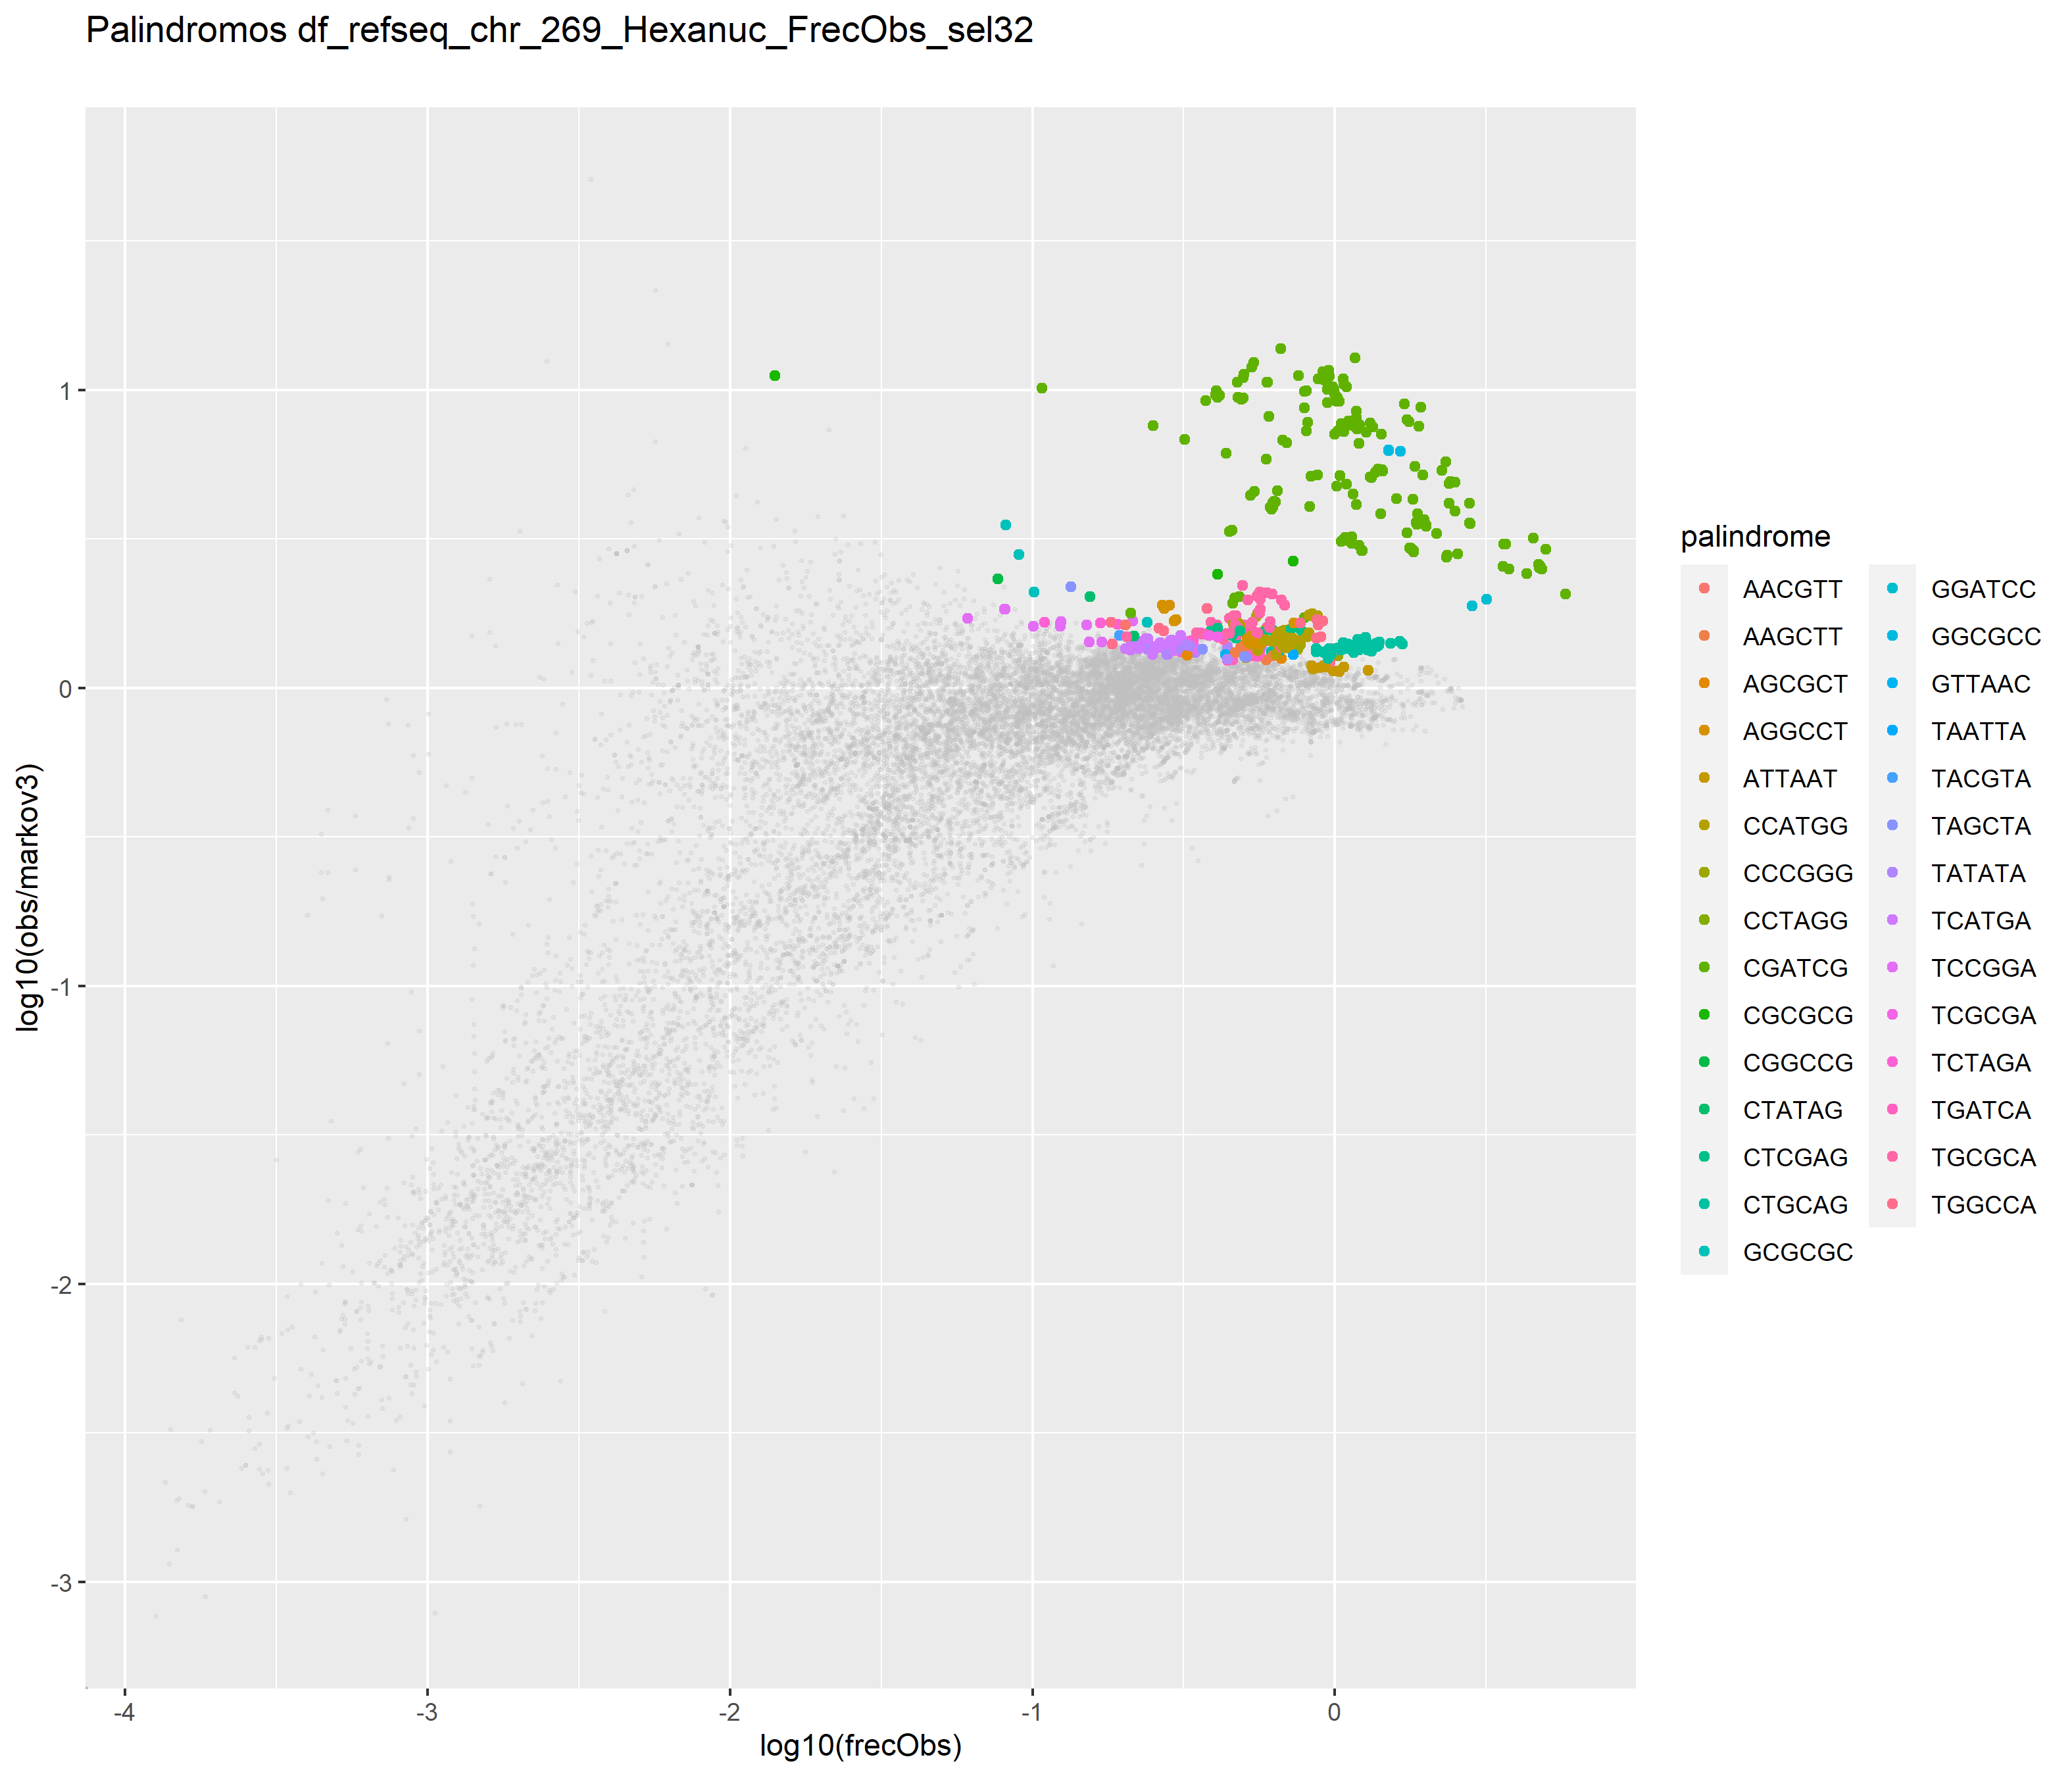 Palindromos df_refseq_chr_269_Hexanuc_FrecObs_sel32
log10(obs/markov3)
1
0
-1
-2
-3
-4
-3
-2
-1
0
log10(frecObs)
palindrome
AACGTT
AAGCTT
AGCGCT
AGGCCT
ATTAAT
CCATGG
CCCGGG
CCTAGG
CGATCG
CGCGCG
CGGCCG
CTATAG
CTCGAG
CTGCAG
GCGCGC
GGATCC
GGCGCC
GTTAAC
TAATTA
TACGTA
TAGCTA
TATATA
TCATGA
TCCGGA
TCGCGA
TCTAGA
TGATCA
TGCGCA
TGGCCA